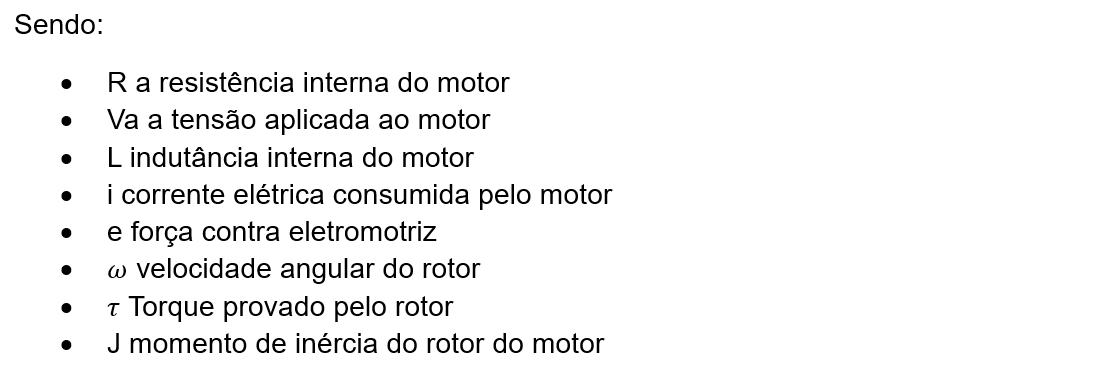 Sendo:
• R a resistência interna do motor
• Va a tensão aplicada ao motor
• L indutância interna do motor
• i corrente elétrica consumida pelo motor
• e força contra eletromotriz
• 𝜔 velocidade angular do rotor
• 𝜏 Torque provado pelo rotor
• J momento de inércia do rotor do motor